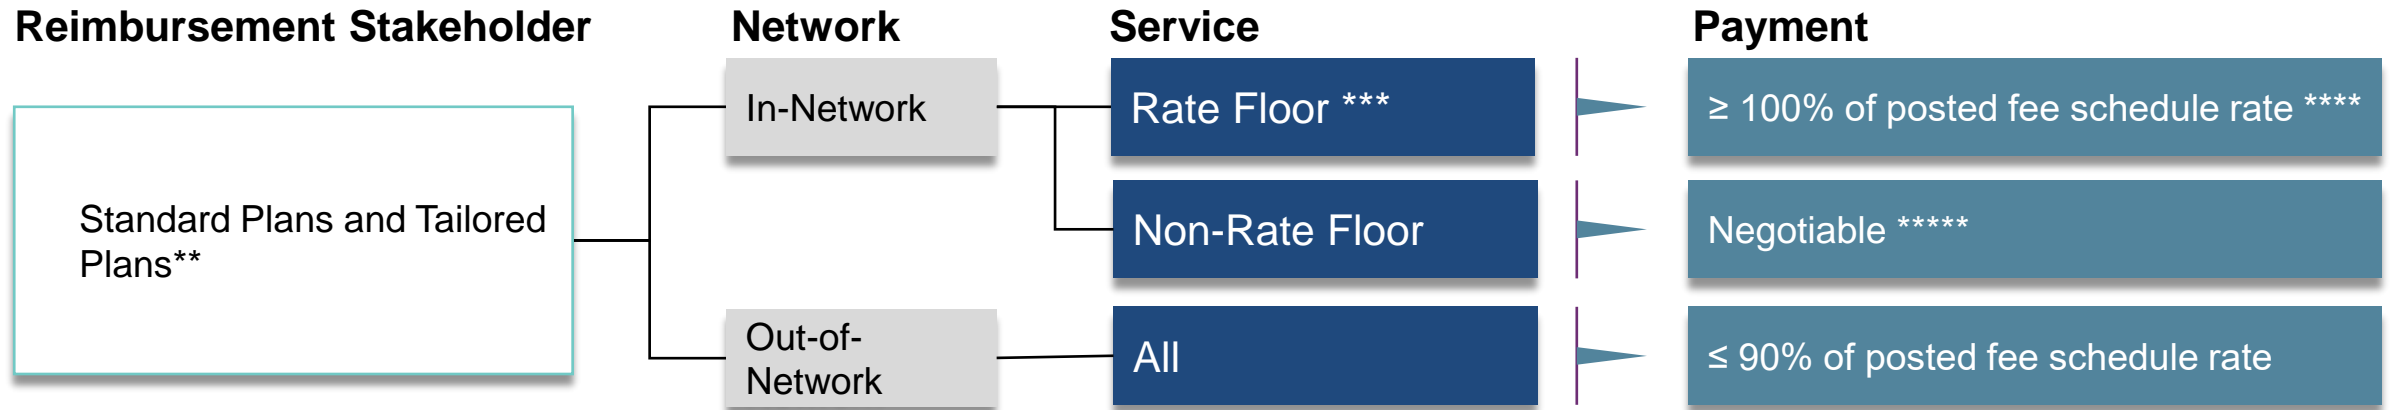 Reimbursement Stakeholder
Network
Service
Payment
Standard Plans and Tailored
Plans**
In-Network
Rate Floor ***
≥ 100% of posted fee schedule rate ****
Non-Rate Floor
Negotiable *****
Out-of-
Network
All
≤ 90% of posted fee schedule rate